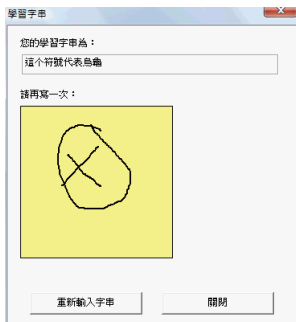 學習字串
您的學習字串為：
這个符號代表烏龜
請再寫一次：
重新輸入字串
關閉